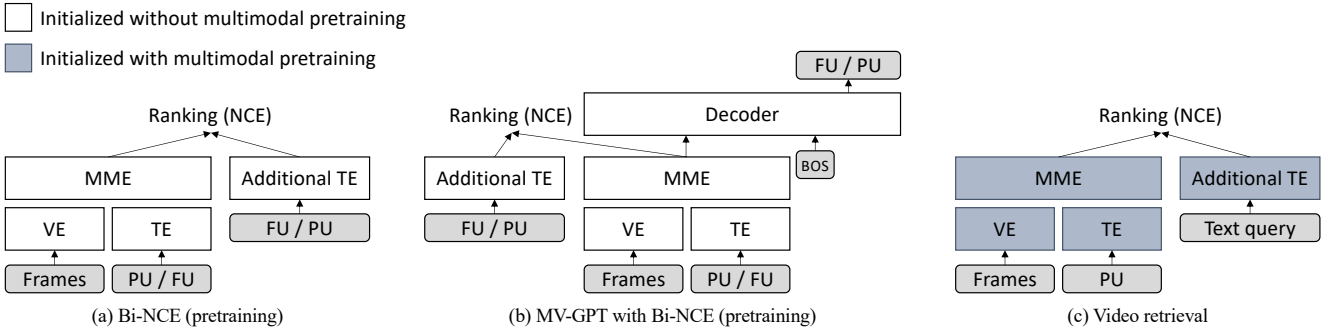 Initialized without multimodal pretraining
Initialized with multimodal pretraining
Ranking (NCE)
MME
Additional TE
VE
TE
FU / PU
Frames
PU / FU
(a) Bi-NCE (pretraining)
FU / PU
Ranking (NCE)
Decoder
BOS
Additional TE
MME
FU / PU
VE
TE
Frames
PU / FU
(b) MV-GPT with Bi-NCE (pretraining)
Ranking (NCE)
MME
Additional TE
VE
TE
Text query
Frames
PU
(c) Video retrieval